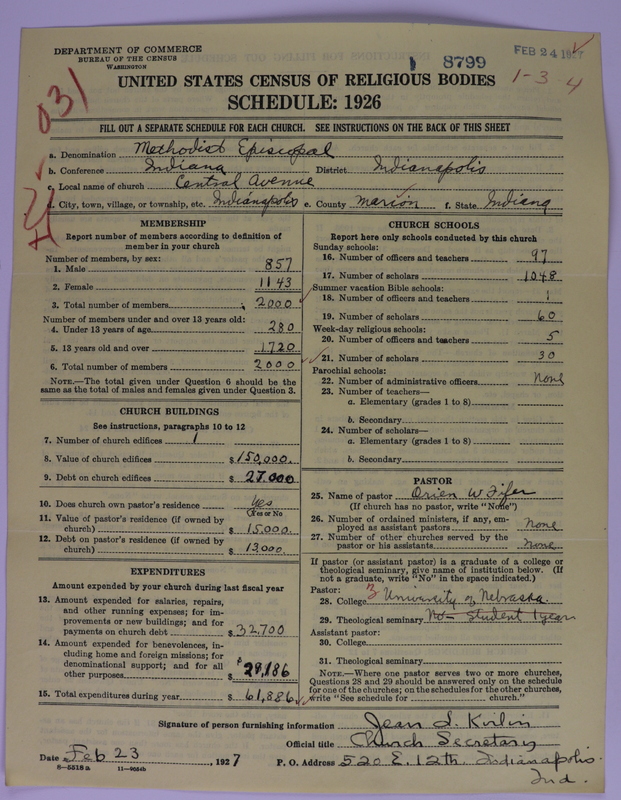 DEPARTMENT OF COMMERCE
BUREAU OF THE CENSUS
WASHINGTON
8799
FEB 24 1927
1-3-4
031
UNITED STATES CENSUS OF RELIGIOUS BODIES
SCHEDULE: 1926
FILL OUT A SEPARATE SCHEDULE FOR EACH CHURCH. SEE INSTRUCTIONS ON THE BACK OF THIS SHEET
a. Denomination Methodist Episcopal
b. Conference Indiana District Indianapolis
c. Local name of church Central Avenue
d. City, town, village, or township, etc. Indianapolis e. County Marion f. State Indiana
MEMBERSHIP
Report number of members according to definition of
member in your church
Number of members, by sex:
1. Male 857
2. Female 1143
3. Total number of members 2000
Number of members under and over 13 years old:
4. Under 13 years of age 280
5. 13 years old and over 1720
6. Total number of members 2000
NOTE.—The total given under Question 6 should be
same as the total of males and females given under Question 3.
CHURCH BUILDINGS
See instructions, paragraphs 10 to 12
7. Number of church edifices 1
8. Value of church edifices $150,000.
9. Debt on church edifices $27,000
10. Does church own pastor's residence Yes
(Yes or No)
11. Value of pastor's residence (if owned by
church) $15,000.
12. Debt on pastor's residence (if owned by
church) $13,000.
EXPENDITURES
Amount expended by your church during last fiscal year
13. Amount expended for salaries, repairs,
and other running expenses; for im-
provements or new buildings; and for
payments on church debt $32,700
14. Amount expended for benevolences, in-
cluding home and foreign missions; for
denominational support; and for all
other purposes $29,186
15. Total expenditures during year $61,886
CHURCH SCHOOLS
Report here only schools conducted by this church
Sunday schools:
16. Number of officers and teachers 97
17. Number of scholars 1048
Summer vacation Bible schools:
18. Number of officers and teachers 1
19. Number of scholars 60
Week-day religious schools:
20. Number of officers and teachers 5
21. Number of scholars 30
Parochial schools:
22. Number of administrative officers None
23. Number of teachers—
a. Elementary (grades 1 to 8)
b. Secondary
24. Number of scholars—
a. Elementary (grades 1 to 8)
b. Secondary
PASTOR
25. Name of pastor Orien W Fifer
(If church has no pastor, write "None")
26. Number of ordained ministers, if any, em-
ployed as assistant pastors None
27. Number of other churches served by the
pastor or his assistants None
If pastor (or assistant pastor) is a graduate of a college or
theological seminary, give name of institution below. (If
not a graduate, write "No" in the space indicated.)
Pastor:
28. College University of Nebraska
29. Theological seminary No - Student 1 year
Assistant pastor:
30. College
31. Theological seminary
NOTE.—Where one pastor serves two or more churches,
Questions 28 and 29 should be answered only on the schedule
for one of the churches; on the schedules for the other churches,
write "See schedule for church."
Signature of person furnishing information Jean L.
Official title Church Secretary
Date Feb 23, 1927 P. O. Address 520 E. 12th. Indianapolis.
Ind.